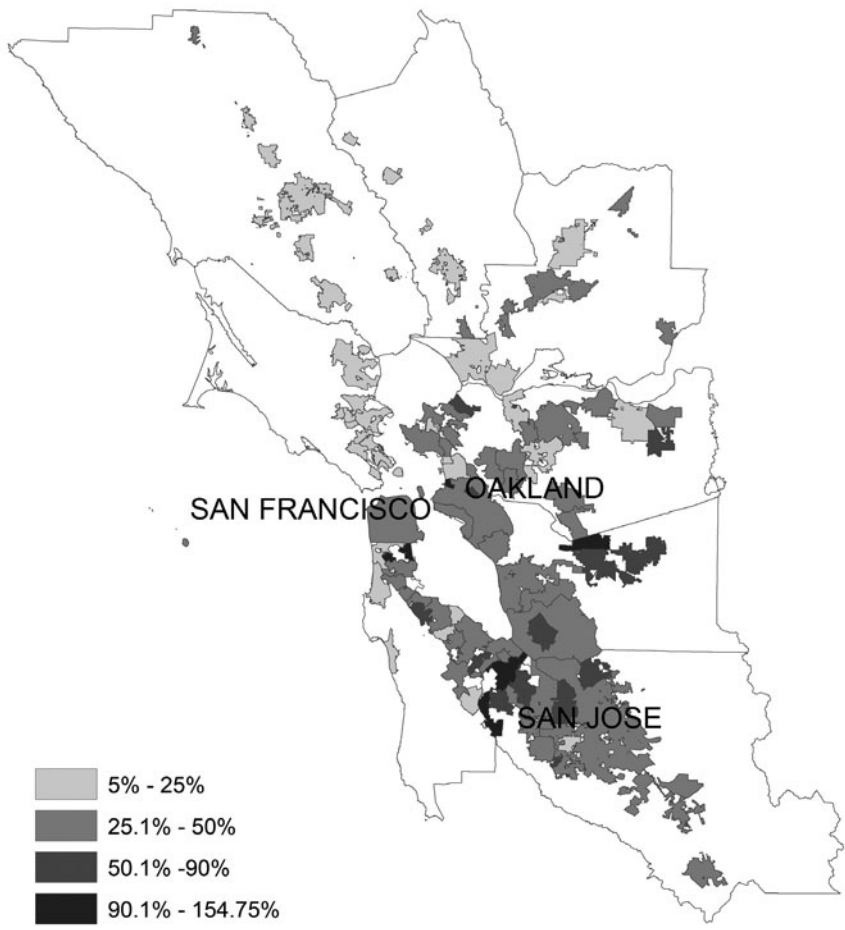 OAKLAND
SAN FRANCISCO
SAN JOSE
5% - 25%
25.1% - 50%
50.1% -90%
90.1% - 154.75%